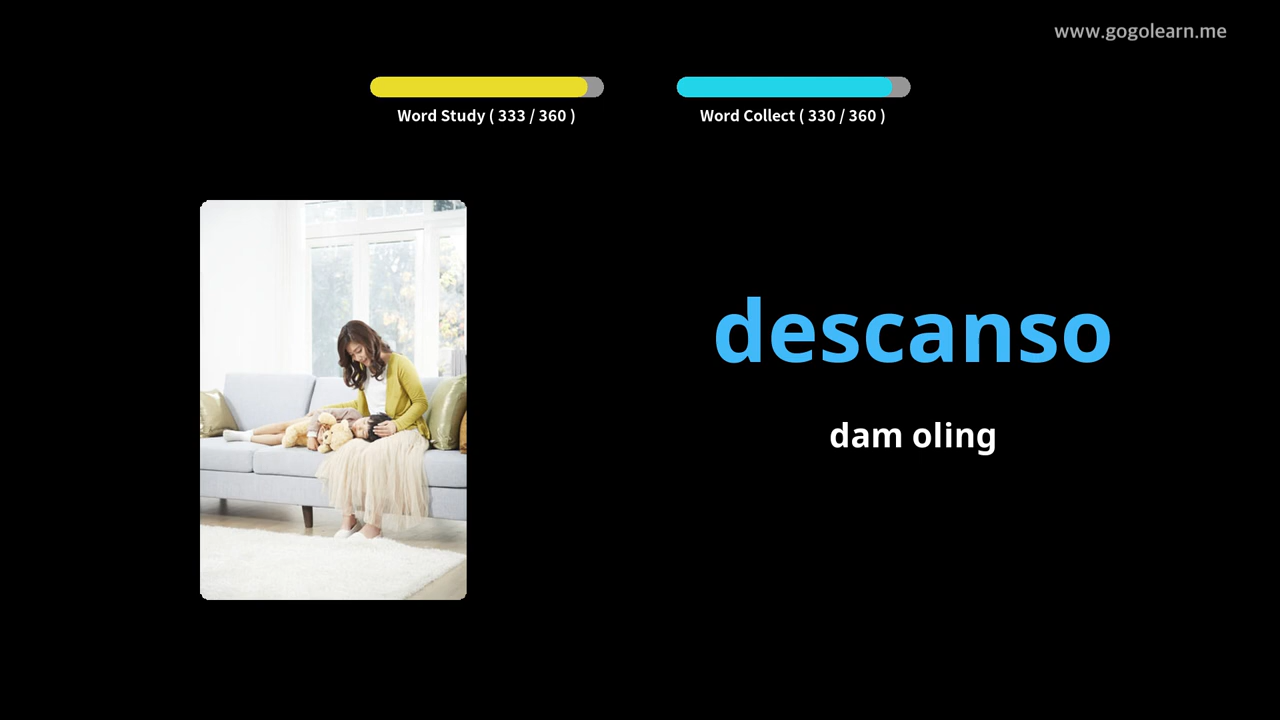 www.gogolearn.me
Word Study ( 333 / 360 )
Word Collect ( 330 / 360 )
descanso
dam oling